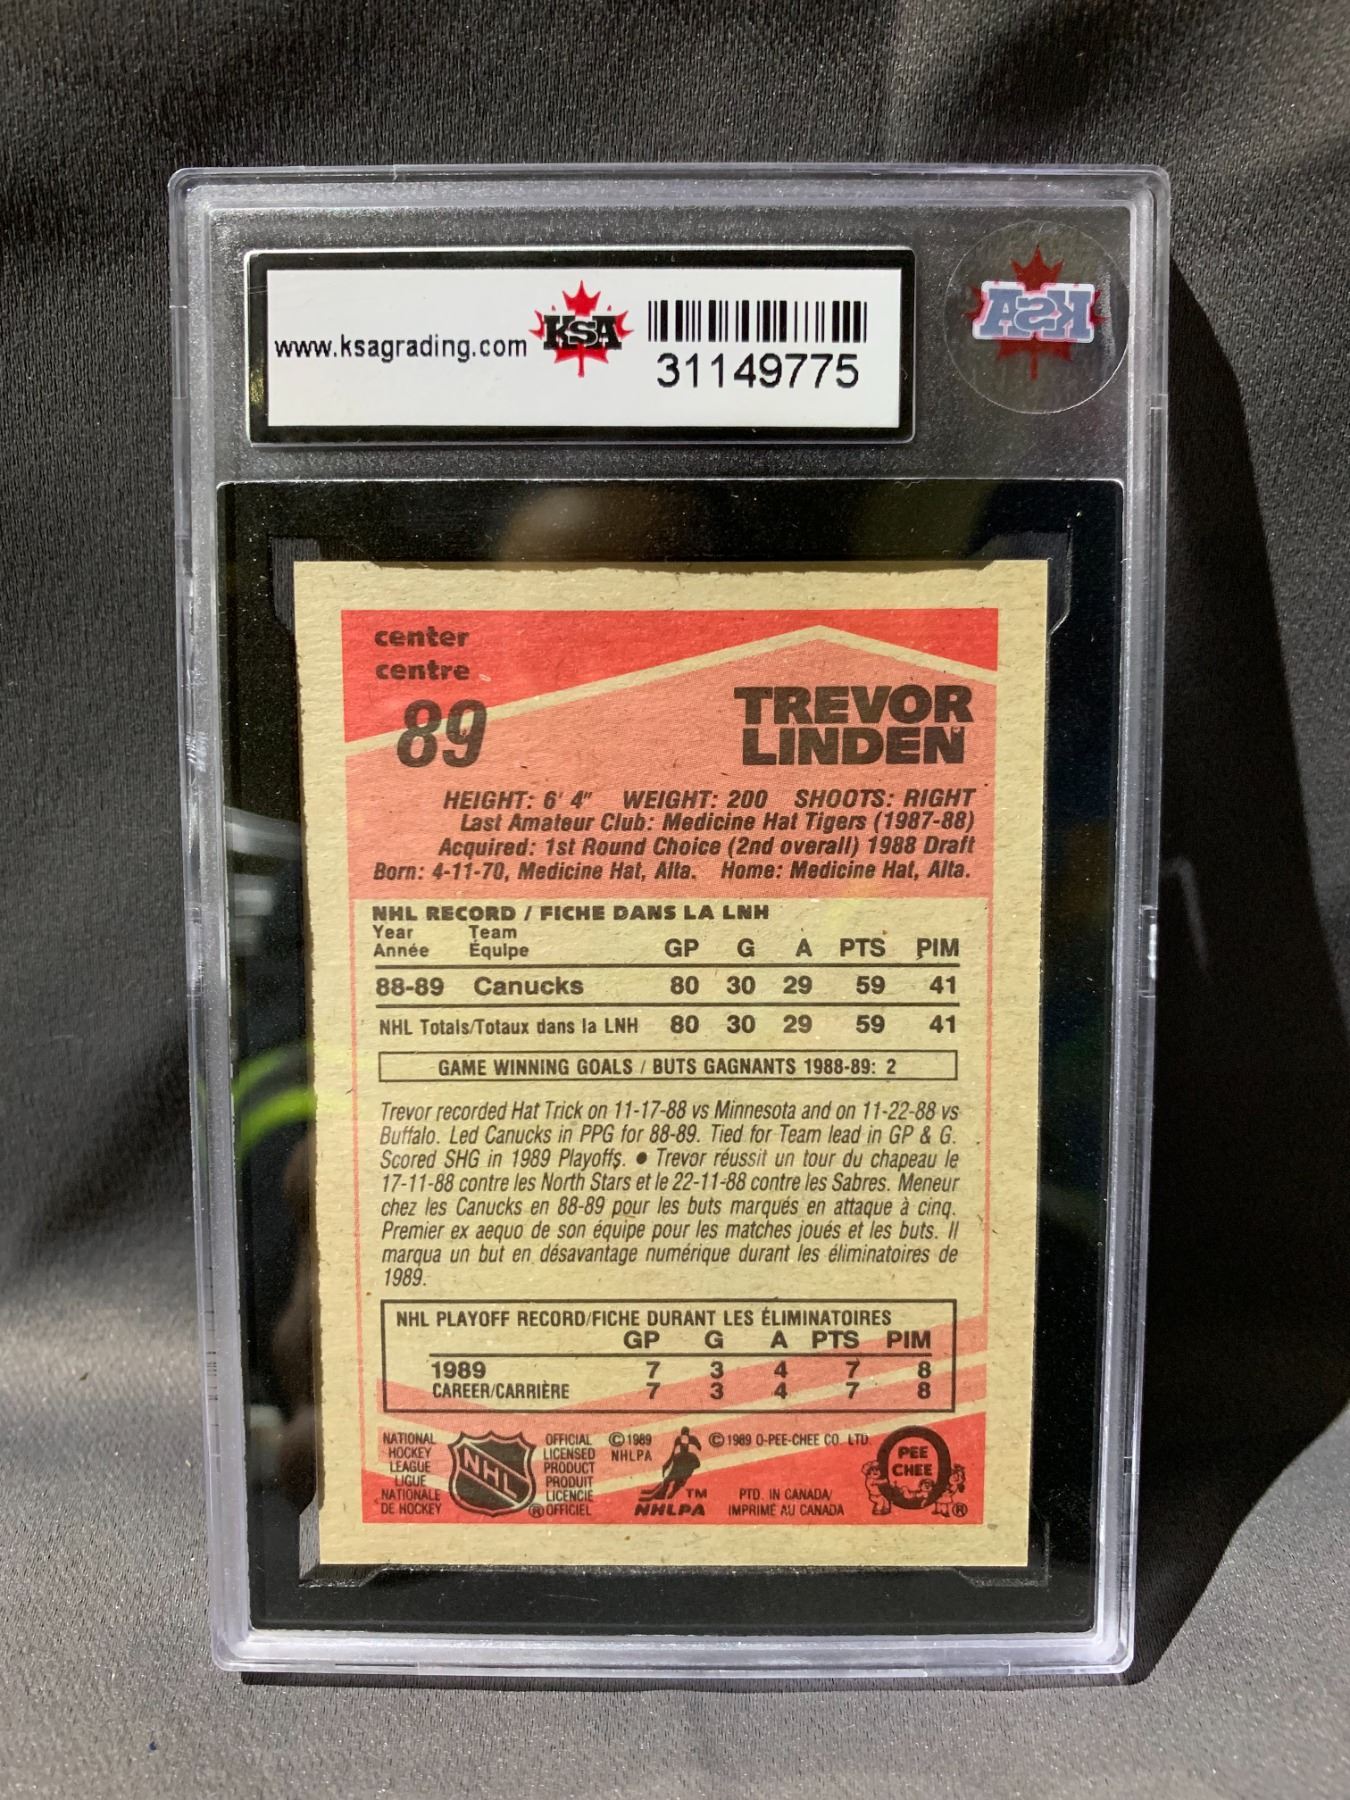 www.ksagrading.com
KSA
31149775
KSA
center
centre
89
TREVOR
LINDEN
HEIGHT: 6' 4" WEIGHT: 200 SHOOTS: RIGHT
Last Amateur Club: Medicine Hat Tigers (1987-88)
Acquired: 1st Round Choice (2nd overall) 1988 Draft
Born: 4-11-70, Medicine Hat, Alta. Home: Medicine Hat, Alta.
NHL RECORD / FICHE DANS LA LNH
Year Team
Année Équipe GP G A PTS PIM
88-89 Canucks 80 30 29 59 41
NHL Totals/Totaux dans la LNH 80 30 29 59 41
GAME WINNING GOALS / BUTS GAGNANTS 1988-89: 2
Trevor recorded Hat Trick on 11-17-88 vs Minnesota and on 11-22-88 vs
Buffalo. Led Canucks in PPG for 88-89. Tied for Team lead in GP & G.
Scored SHG in 1989 Playoffs. ● Trevor réussit un tour du chapeau le
17-11-88 contre les North Stars et le 22-11-88 contre les Sabres. Meneur
chez les Canucks en 88-89 pour les buts marqués en attaque à cinq.
Premier ex aequo de son équipe pour les matches joués et les buts. Il
marqua un but en désavantage numérique durant les éliminatoires de
1989.
NHL PLAYOFF RECORD/FICHE DURANT LES ÉLIMINATOIRES
GP G A PTS PIM
1989 7 3 4 7 8
CAREER/CARRIÈRE 7 3 4 7 8
NATIONAL
HOCKEY
LEAGUE
LIGUE
NATIONALE
DE HOCKEY
NHL
OFFICIAL
LICENSED
PRODUCT
PRODUIT
LICENCIE
® OFFICIEL
© 1989
NHLPA
TM
NHLPA
© 1989 O-PEE-CHEE CO. LTD.
PTD. IN CANADA/
IMPRIMÉ AU CANADA
PEE
CHEE
®